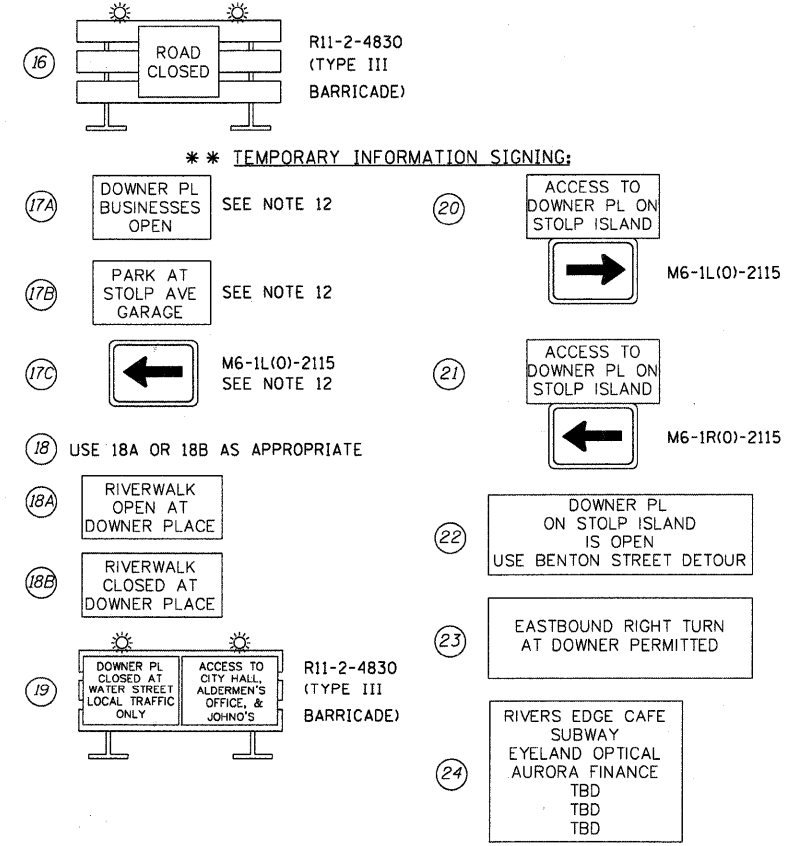 16
ROAD
CLOSED
R11-2-4830
(TYPE III
BARRICADE)
** TEMPORARY INFORMATION SIGNING:
17A
DOWNER PL
BUSINESSES
OPEN
SEE NOTE 12
17B
PARK AT
STOLP AVE
GARAGE
SEE NOTE 12
17C
M6-1L(O)-2115
SEE NOTE 12
18
USE 18A OR 18B AS APPROPRIATE
18A
RIVERWALK
OPEN AT
DOWNER PLACE
18B
RIVERWALK
CLOSED AT
DOWNER PLACE
19
DOWNER PL
CLOSED AT
WATER STREET
LOCAL TRAFFIC
ONLY
ACCESS TO
CITY HALL,
ALDERMEN'S
OFFICE, &
JOHNO'S
R11-2-4830
(TYPE III
BARRICADE)
20
ACCESS TO
DOWNER PL ON
STOLP ISLAND
M6-1L(O)-2115
21
ACCESS TO
DOWNER PL ON
STOLP ISLAND
M6-1R(O)-2115
22
DOWNER PL
ON STOLP ISLAND
IS OPEN
USE BENTON STREET DETOUR
23
EASTBOUND RIGHT TURN
AT DOWNER PERMITTED
24
RIVERS EDGE CAFE
SUBWAY
EYELAND OPTICAL
AURORA FINANCE
TBD
TBD
TBD